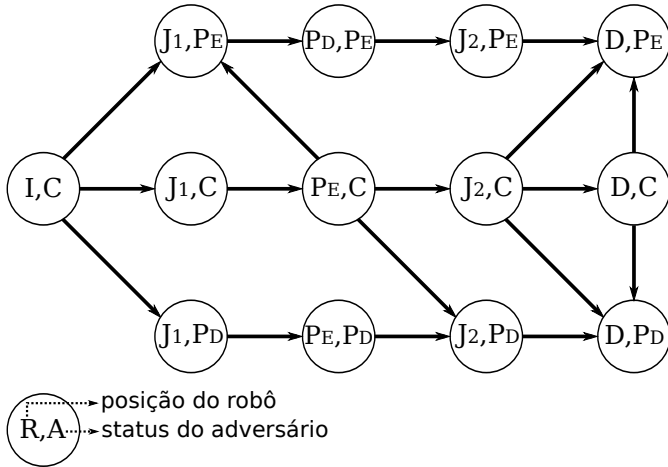 J1,PE PD,PE J2,PE D,PE
I,C J1,C PE,C J2,C D,C
J1,PD PE,PD J2,PD D,PD
posição do robô
R,A status do adversário